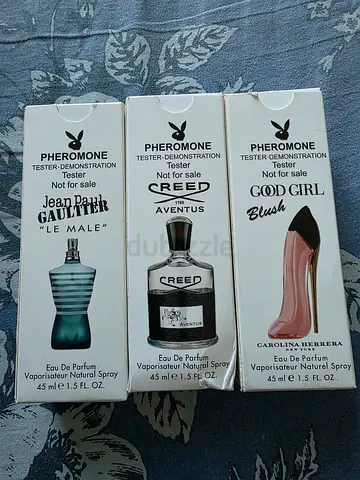 PHEROMONE
TESTER-DEMONSTRATION
Tester
Not for sale
Jean Paul
GAULTIER
"LE MALE"
Eau De Parfum
Vaporisateur Natural Spray
45 ml e 1.5 FL. OZ.
PHEROMONE
TESTER-DEMONSTRATION
Tester
Not for sale
CREED
1760
AVENTUS
CREED
AVENTUS
Eau De Parfum
Vaporisateur Natural Spray
45 ml e 1.5 FL. OZ.
PHEROMONE
TESTER-DEMONSTRATION
Tester
Not for sale
GOOD GIRL
Blush
CAROLINA HERRERA
NEW YORK
Eau De Parfum
Vaporisateur Natural Spray
45 ml e 1.5 FL. OZ.
dubizzle